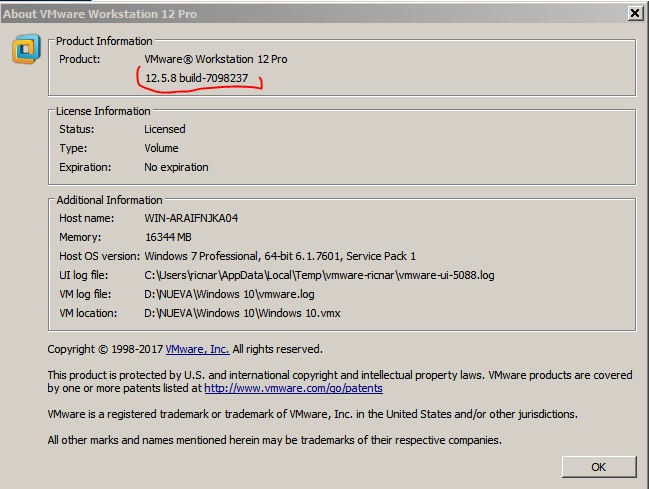 About VMware Workstation 12 Pro
Product Information
Product: VMware® Workstation 12 Pro
12.5.8 build-7098237
License Information
Status: Licensed
Type: Volume
Expiration: No expiration
Additional Information
Host name: WIN-ARAIFNJKA04
Memory: 16344 MB
Host OS version: Windows 7 Professional, 64-bit 6.1.7601, Service Pack 1
UI log file: C:\Users\ricnar\AppData\Local\Temp\vmware-ricnar\vmware-ui-5088.log
VM log file: D:\NUEVA\Windows 10\vmware.log
VM location: D:\NUEVA\Windows 10\Windows 10.vmx
Copyright © 1998-2017 VMware, Inc. All rights reserved.
This product is protected by U.S. and international copyright and intellectual property laws. VMware products are covered
by one or more patents listed at http://www.vmware.com/go/patents
VMware is a registered trademark or trademark of VMware, Inc. in the United States and/or other jurisdictions.
All other marks and names mentioned herein may be trademarks of their respective companies.
OK